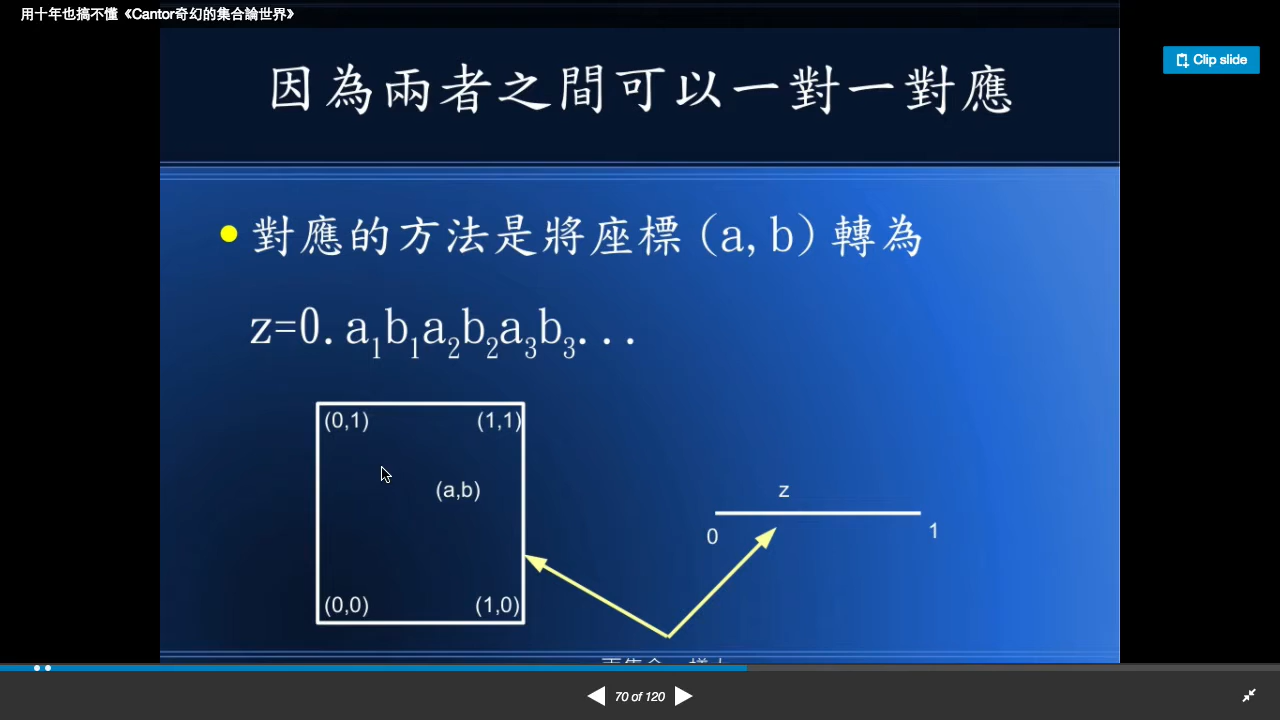 用十年也搞不懂《Cantor奇幻的集合論世界》
Clip slide
因為兩者之間可以一對一對應
對應的方法是將座標(a,b)轉為
z=0.a₁b₁a₂b₂a₃b₃...
(0,1) (1,1)
(a,b)
z
0 1
(0,0) (1,0)
70 of 120